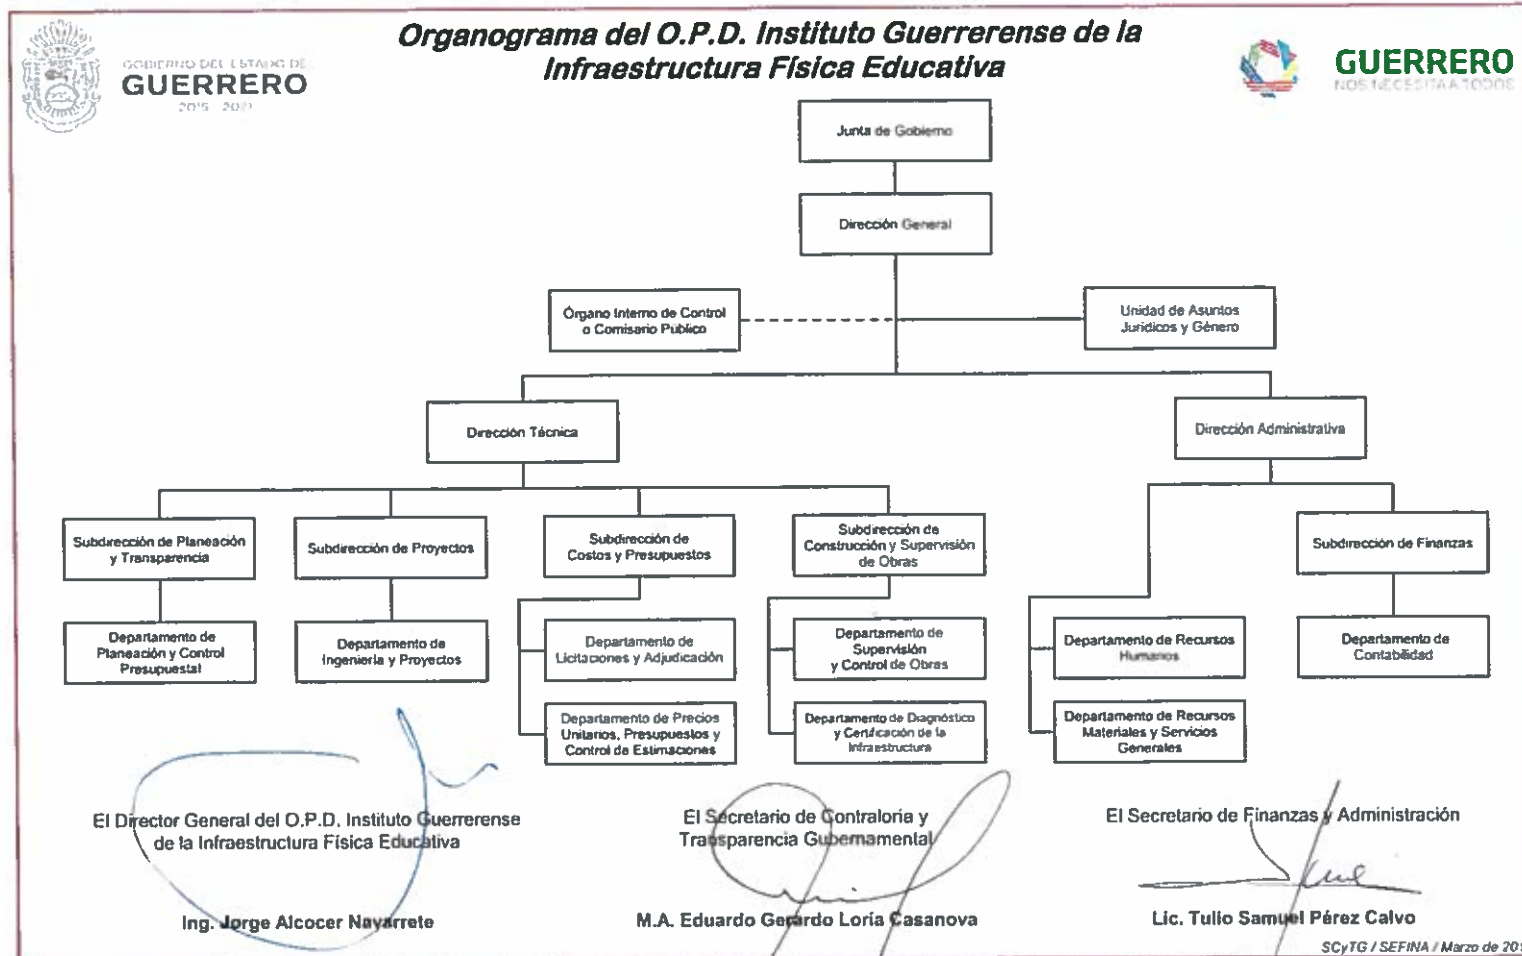 Organograma del O.P.D. Instituto Guerrerense de la
Infraestructura Física Educativa
GOBIERNO DEL ESTADO DE
GUERRERO
2015 - 2021
GUERRERO
NOS NECESITA A TODOS
Junta de Gobierno
Dirección General
Órgano Interno de Control
o Comisario Público
Unidad de Asuntos
Jurídicos y Género
Dirección Técnica
Dirección Administrativa
Subdirección de Planeación
y Transparencia
Subdirección de Proyectos
Subdirección de
Costos y Presupuestos
Subdirección de
Construcción y Supervisión
de Obras
Subdirección de Finanzas
Departamento de
Planeación y Control
Presupuestal
Departamento de
Ingeniería y Proyectos
Departamento de
Licitaciones y Adjudicación
Departamento de
Supervisión
y Control de Obras
Departamento de Recursos
Humanos
Departamento de
Contabilidad
Departamento de Precios
Unitarios, Presupuestos y
Control de Estimaciones
Departamento de Diagnóstico
y Certificación de la
Infraestructura
Departamento de Recursos
Materiales y Servicios
Generales
El Director General del O.P.D. Instituto Guerrerense
de la Infraestructura Física Educativa
Ing. Jorge Alcocer Navarrete
El Secretario de Contraloría y
Transparencia Gubernamental
M.A. Eduardo Gerardo Loría Casanova
El Secretario de Finanzas y Administración
Lic. Tulio Samuel Pérez Calvo
SCyTG / SEFINA / Marzo de 201